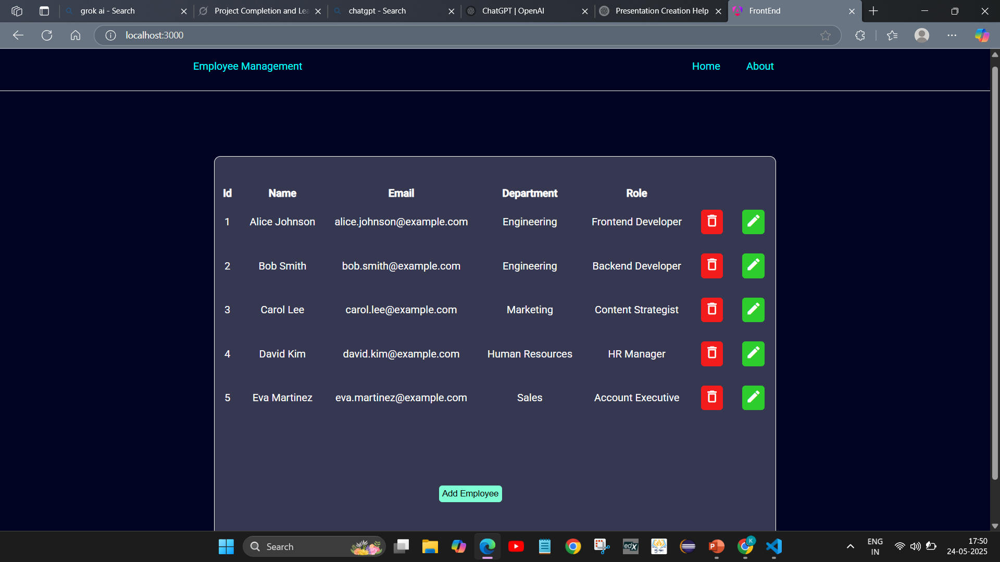 grok ai - Search
Project Completion and Lea
chatgpt - Search
ChatGPT | OpenAI
Presentation Creation Help
FrontEnd
localhost:3000
Employee Management Home About
Id Name Email Department Role
1 Alice Johnson alice.johnson@example.com Engineering Frontend Developer
2 Bob Smith bob.smith@example.com Engineering Backend Developer
3 Carol Lee carol.lee@example.com Marketing Content Strategist
4 David Kim david.kim@example.com Human Resources HR Manager
5 Eva Martinez eva.martinez@example.com Sales Account Executive
Add Employee
Search
edX
P
K
ENG
IN
17:50
24-05-2025